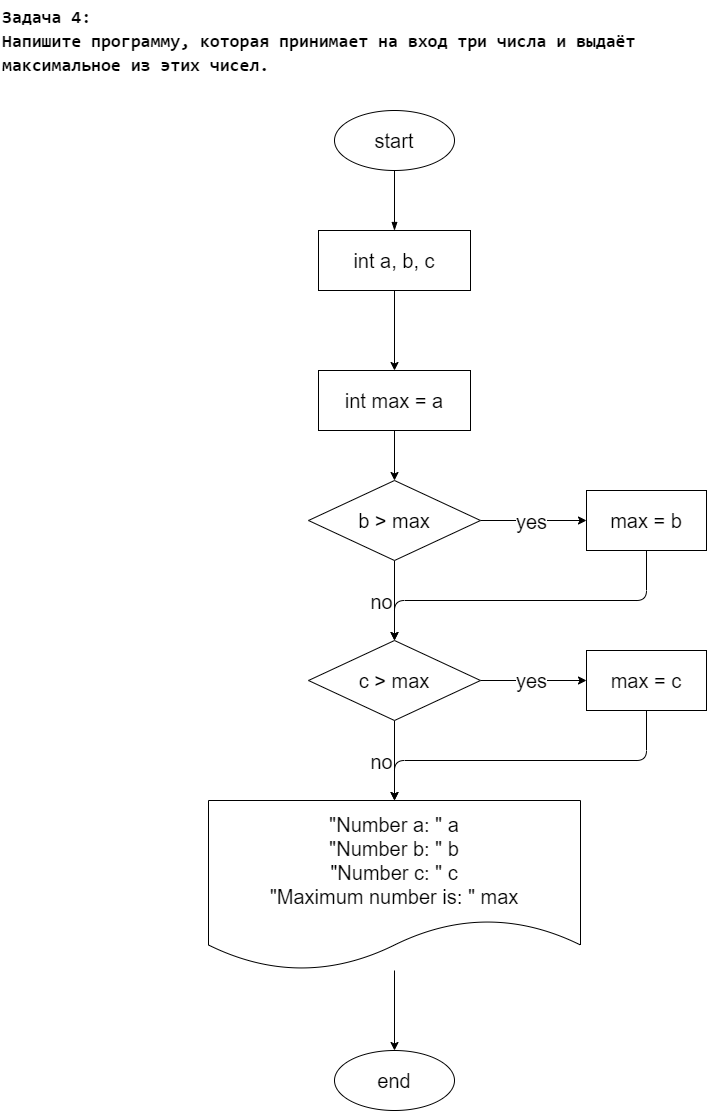 Задача 4:
Напишите программу, которая принимает на вход три числа и выдаёт
максимальное из этих чисел.
start
int a, b, c
int max = a
b > max
yes
max = b
no
c > max
yes
max = c
no
"Number a: " a
"Number b: " b
"Number c: " c
"Maximum number is: " max
end